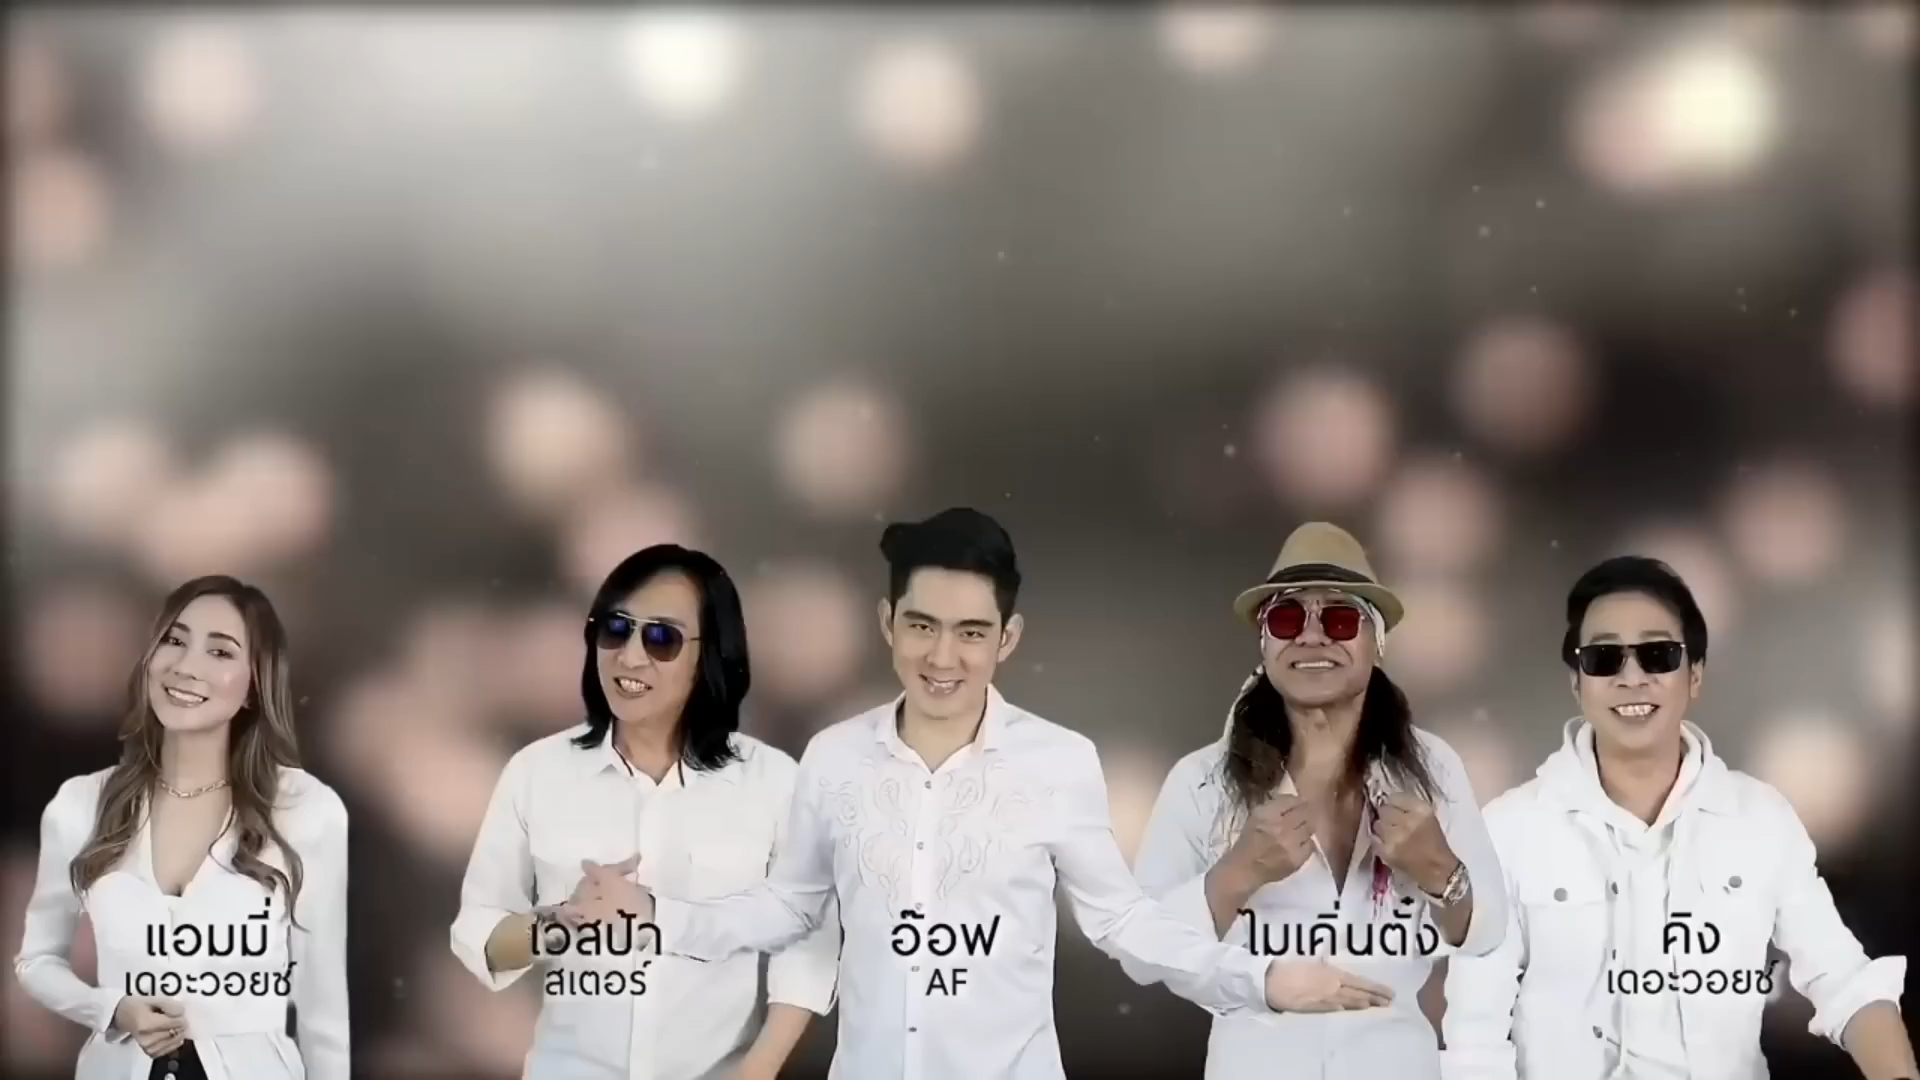 แอมมี่
เดอะวอยซ์
เวสป้า
สเตอร์
อ๊อฟ
AF
ไมเคิ่นตั๋ง
คิง
เด่อะวอยซ์